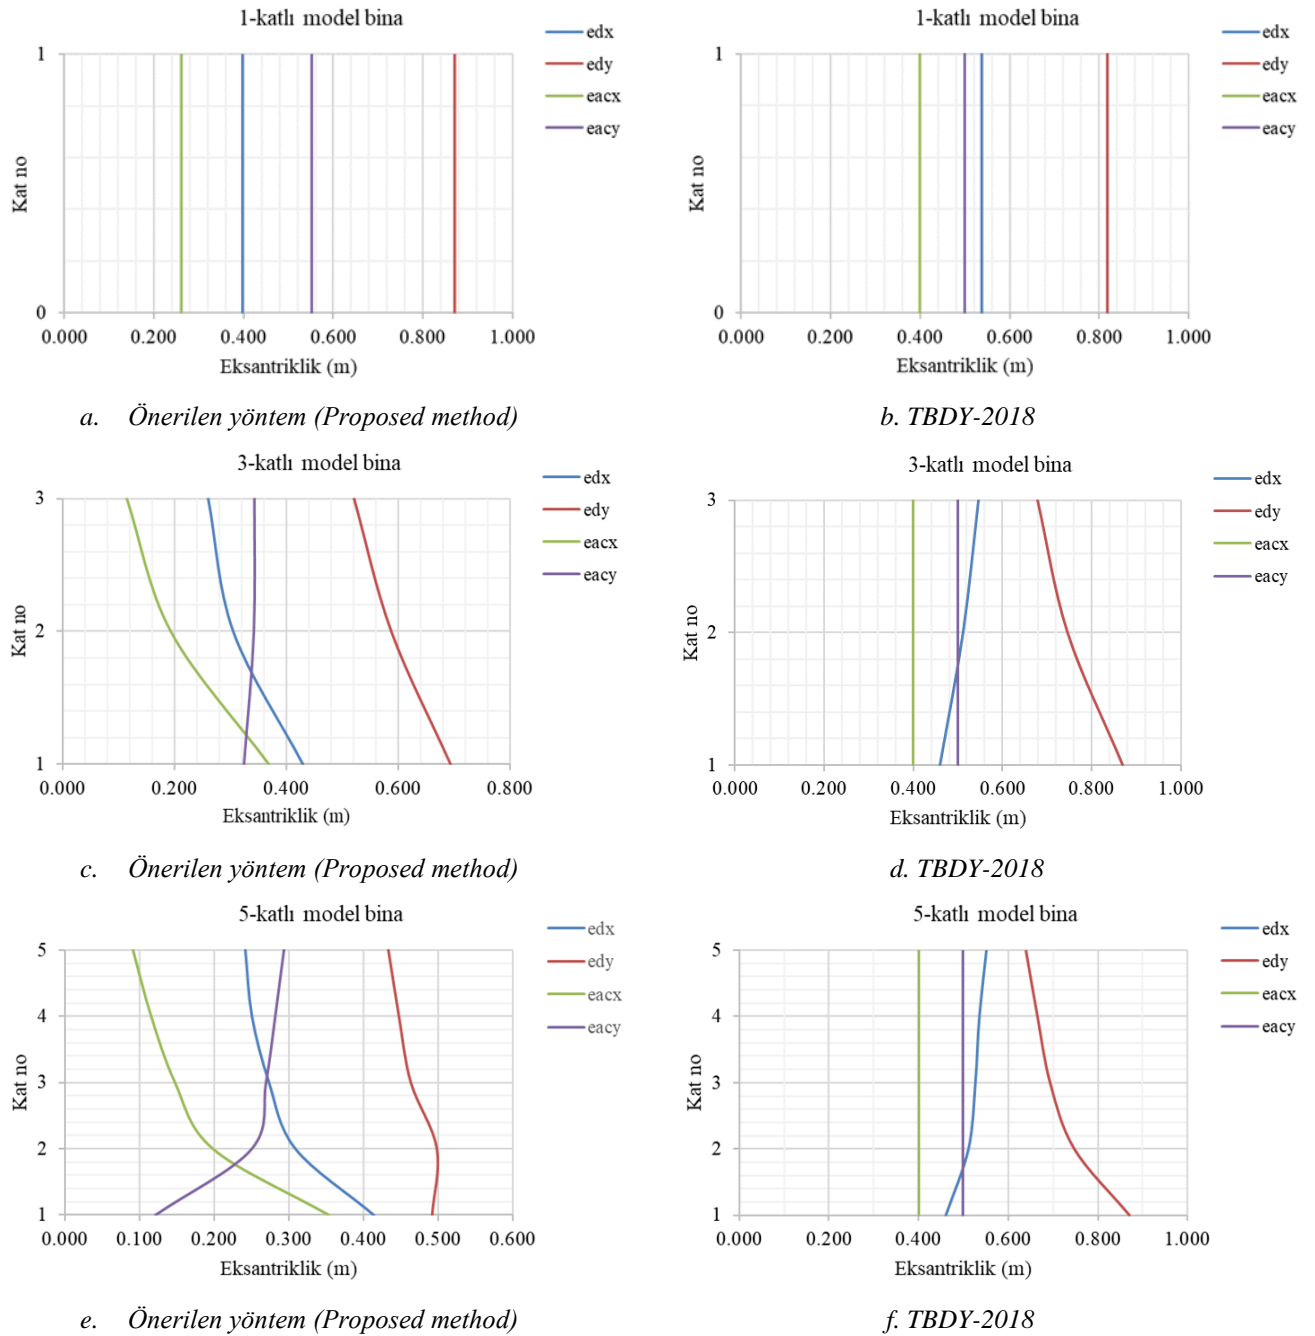 1-katlı model bina
edx
edy
eacx
eacy
1
0
Kat no
0.000 0.200 0.400 0.600 0.800 1.000
Eksantriklik (m)
a. Önerilen yöntem (Proposed method)
1-katlı model bina
edx
edy
eacx
eacy
1
0
Kat no
0.000 0.200 0.400 0.600 0.800 1.000
Eksantriklik (m)
b. TBDY-2018
3-katlı model bina
edx
edy
eacx
eacy
3
2
1
Kat no
0.000 0.200 0.400 0.600 0.800
Eksantriklik (m)
c. Önerilen yöntem (Proposed method)
3-katlı model bina
edx
edy
eacx
eacy
3
2
1
Kat no
0.000 0.200 0.400 0.600 0.800 1.000
Eksantriklik (m)
d. TBDY-2018
5-katlı model bina
edx
edy
eacx
eacy
5
4
3
2
1
Kat no
0.000 0.100 0.200 0.300 0.400 0.500 0.600
Eksantriklik (m)
e. Önerilen yöntem (Proposed method)
5-katlı model bina
edx
edy
eacx
eacy
5
4
3
2
1
Kat no
0.000 0.200 0.400 0.600 0.800 1.000
Eksantriklik (m)
f. TBDY-2018